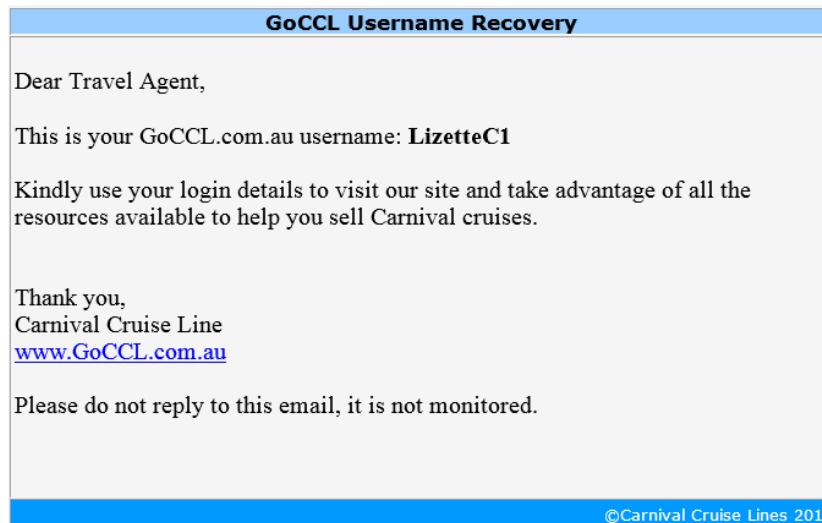 GoCCL Username Recovery
Dear Travel Agent,
This is your GoCCL.com.au username: LizetteC1
Kindly use your login details to visit our site and take advantage of all the
resources available to help you sell Carnival cruises.
Thank you,
Carnival Cruise Line
www.GoCCL.com.au
Please do not reply to this email, it is not monitored.
©Carnival Cruise Lines 201